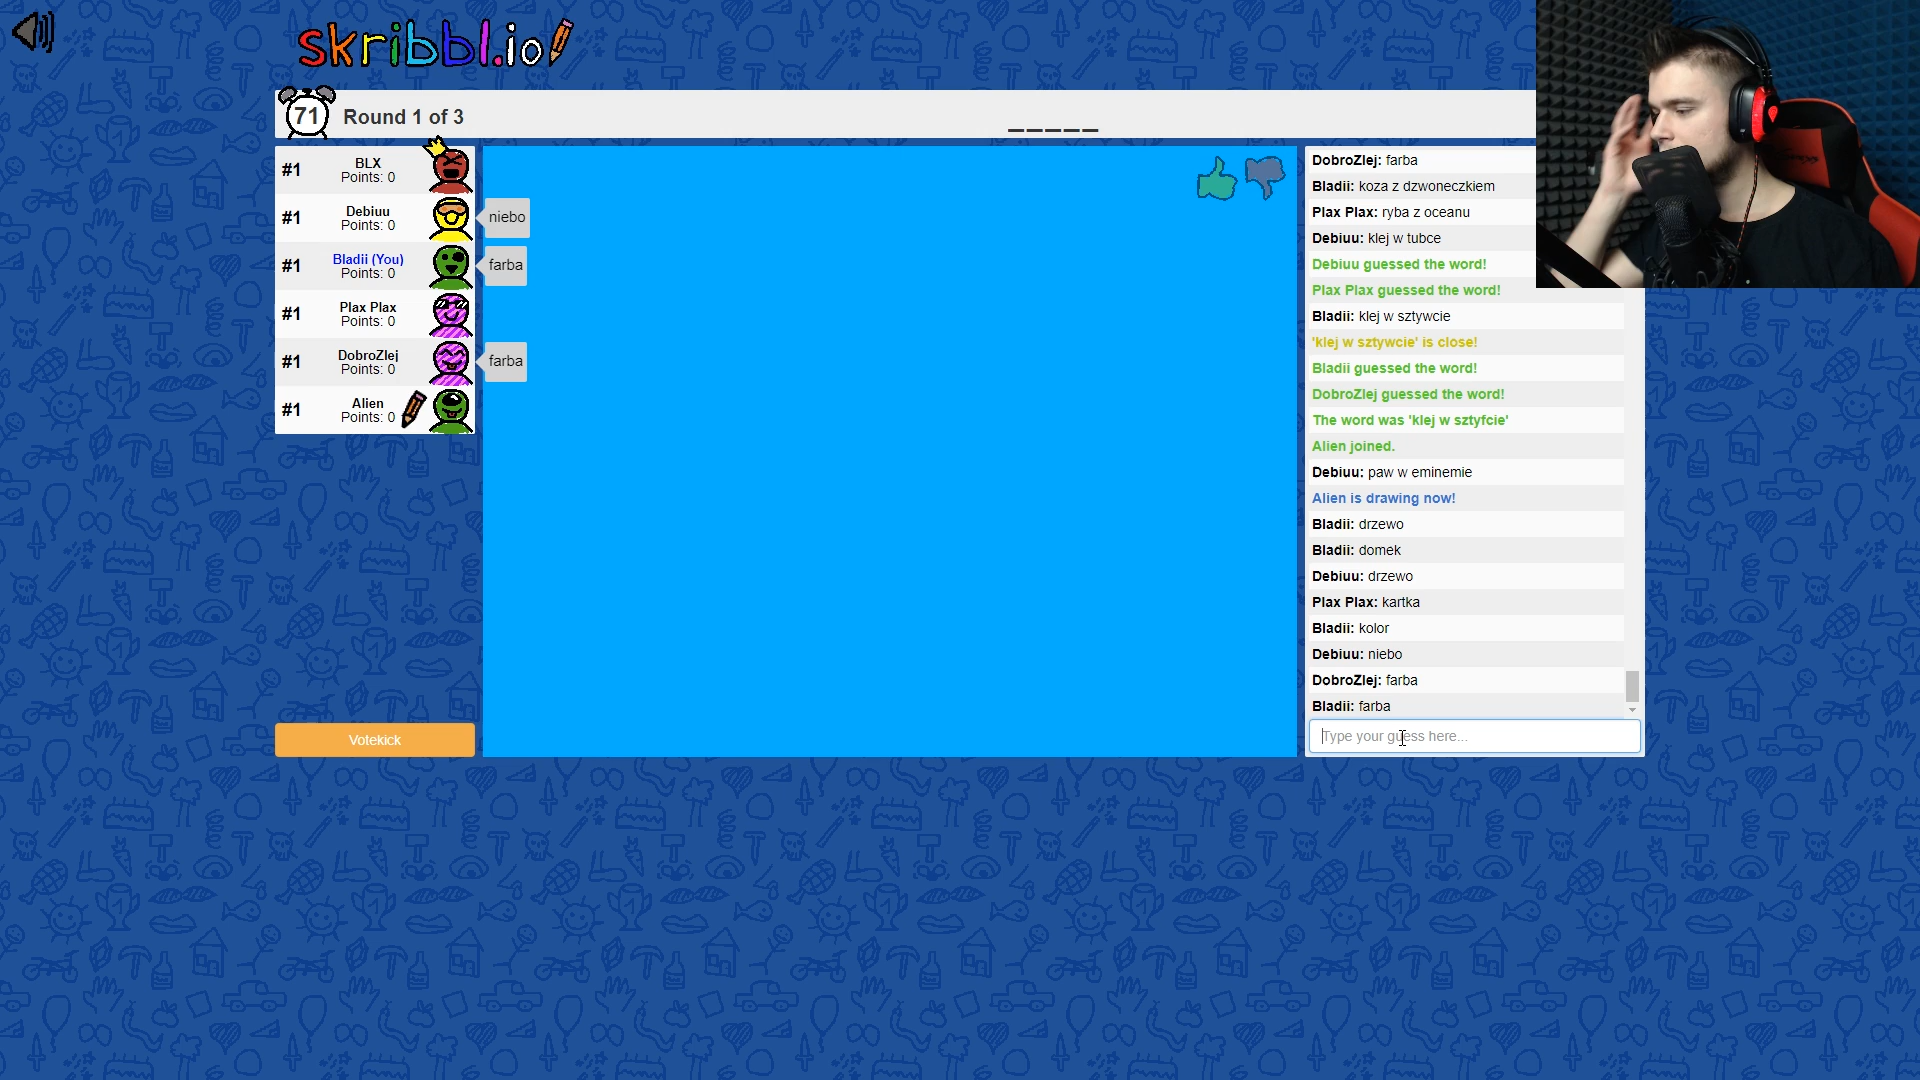 skribbl.io
71
Round 1 of 3
_____
#1
BLX
Points: 0
#1
Debiuu
Points: 0
niebo
#1
Bladii (You)
Points: 0
farba
#1
Plax Plax
Points: 0
#1
DobroZlej
Points: 0
farba
#1
Alien
Points: 0
Votekick
DobroZlej: farba
Bladii: koza z dzwoneczkiem
Plax Plax: ryba z oceanu
Debiuu: klej w tubce
Debiuu guessed the word!
Plax Plax guessed the word!
Bladii: klej w sztywcie
'klej w sztywcie' is close!
Bladii guessed the word!
DobroZlej guessed the word!
The word was 'klej w sztyfcie'
Alien joined.
Debiuu: paw w eminemie
Alien is drawing now!
Bladii: drzewo
Bladii: domek
Debiuu: drzewo
Plax Plax: kartka
Bladii: kolor
Debiuu: niebo
DobroZlej: farba
Bladii: farba
Type your guess here...